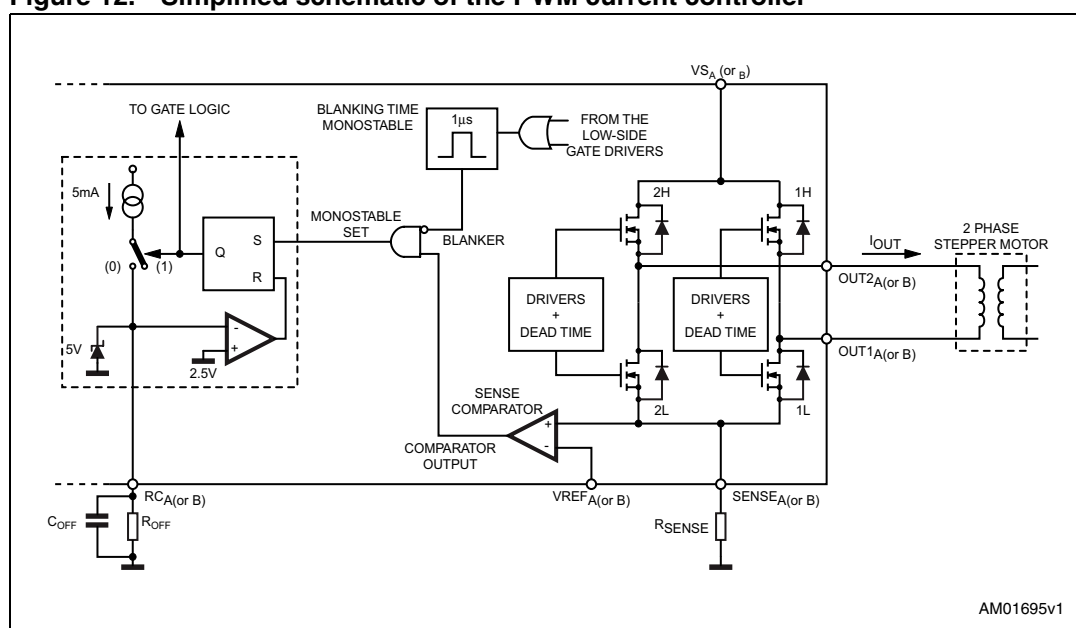 Figure 12. Simplified schematic of the PWM current controller
VSA (or B)
TO GATE LOGIC
BLANKING TIME
MONOSTABLE
1μs
FROM THE
LOW-SIDE
GATE DRIVERS
5mA
2H
1H
MONOSTABLE
SET
BLANKER
IOUT
2 PHASE
STEPPER MOTOR
Q
S
R
(0)
(1)
OUT2A(or B)
DRIVERS
+
DEAD TIME
DRIVERS
+
DEAD TIME
5V
-
+
2.5V
OUT1A(or B)
SENSE
COMPARATOR
2L
1L
+
-
COMPARATOR
OUTPUT
RCA(or B)
VREFA(or B)
SENSEA(or B)
COFF
ROFF
RSENSE
AM01695v1